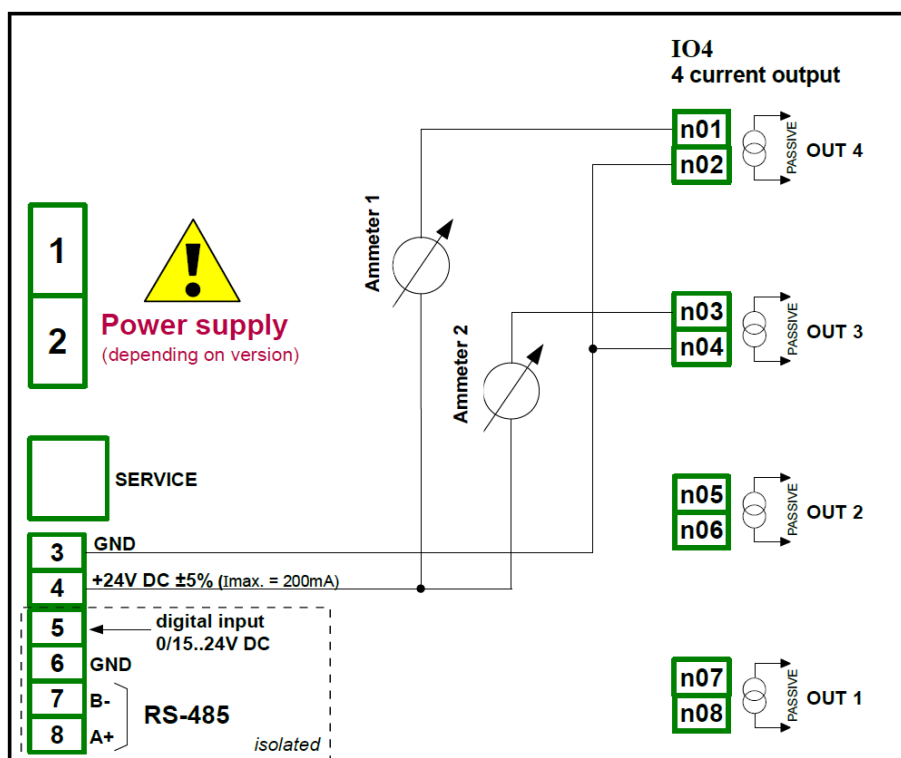 IO4
4 current output
n01
n02
PASSIVE
OUT 4
Ammeter 1
1
2
!
Power supply
(depending on version)
Ammeter 2
n03
n04
PASSIVE
OUT 3
SERVICE
n05
n06
PASSIVE
OUT 2
3
GND
4
+24V DC ±5% (Imax. = 200mA)
5
digital input
0/15..24V DC
6
GND
7
B-
8
A+
RS-485
isolated
n07
n08
PASSIVE
OUT 1